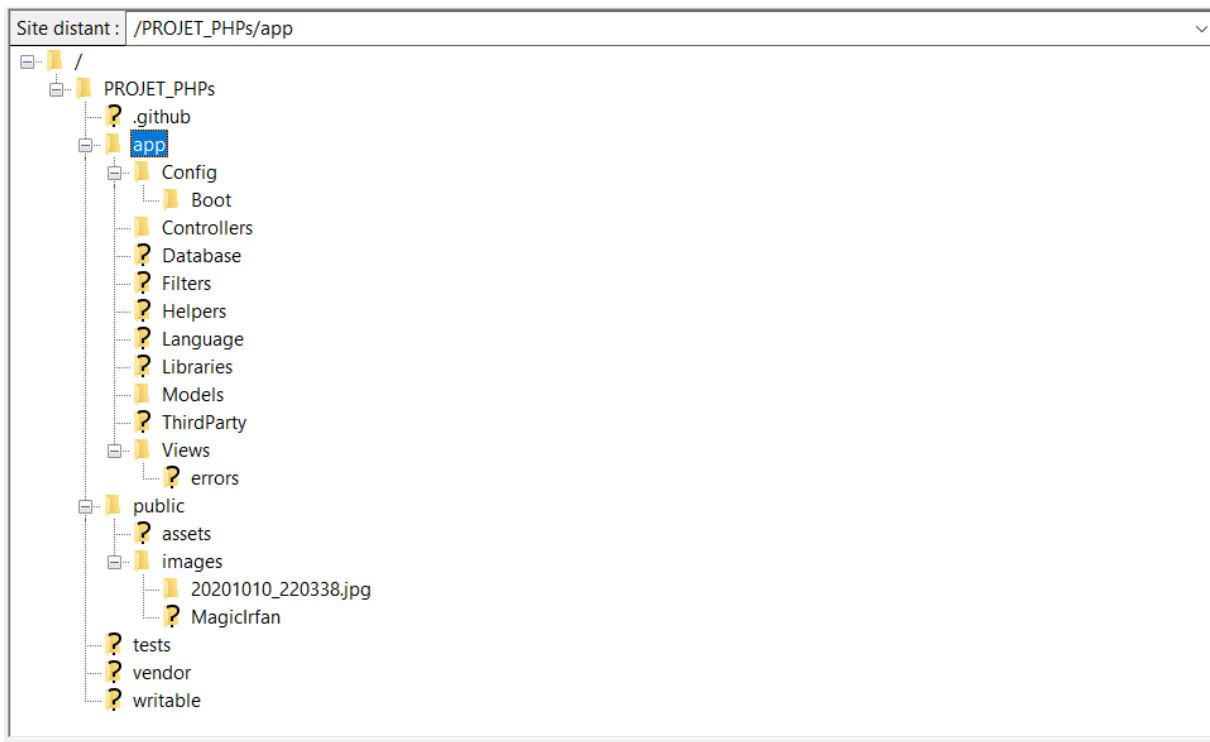 Site distant : /PROJET_PHPs/app
/
PROJET_PHPs
.github
app
Config
Boot
Controllers
Database
Filters
Helpers
Language
Libraries
Models
ThirdParty
Views
errors
public
assets
images
20201010_220338.jpg
MagicIrfan
tests
vendor
writable